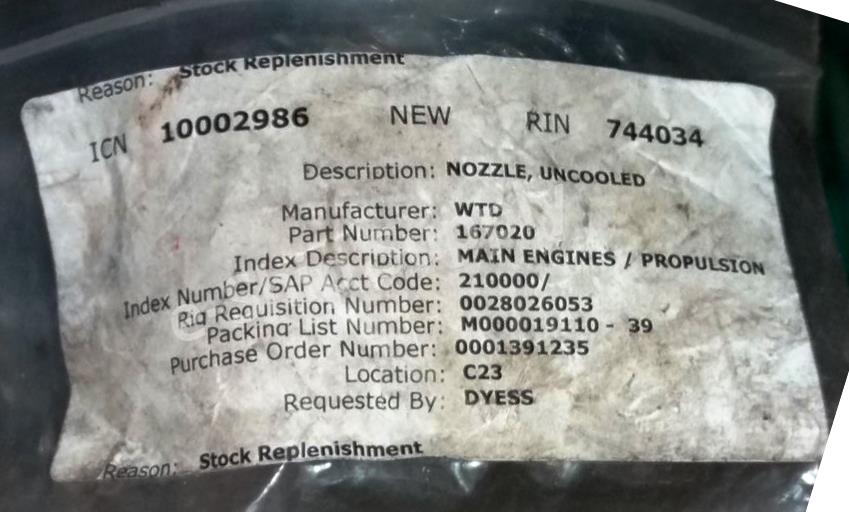 Reason: Stock Replenishment
ICN 10002986 NEW RIN 744034
Description: NOZZLE, UNCOOLED
Manufacturer: WTD
Part Number: 167020
Index Description: MAIN ENGINES / PROPULSION
Index Number/SAP Acct Code: 210000/
Rig Requisition Number: 0028026053
Packing List Number: M000019110 - 39
Purchase Order Number: 0001391235
Location: C23
Requested By: DYESS
Reason: Stock Replenishment